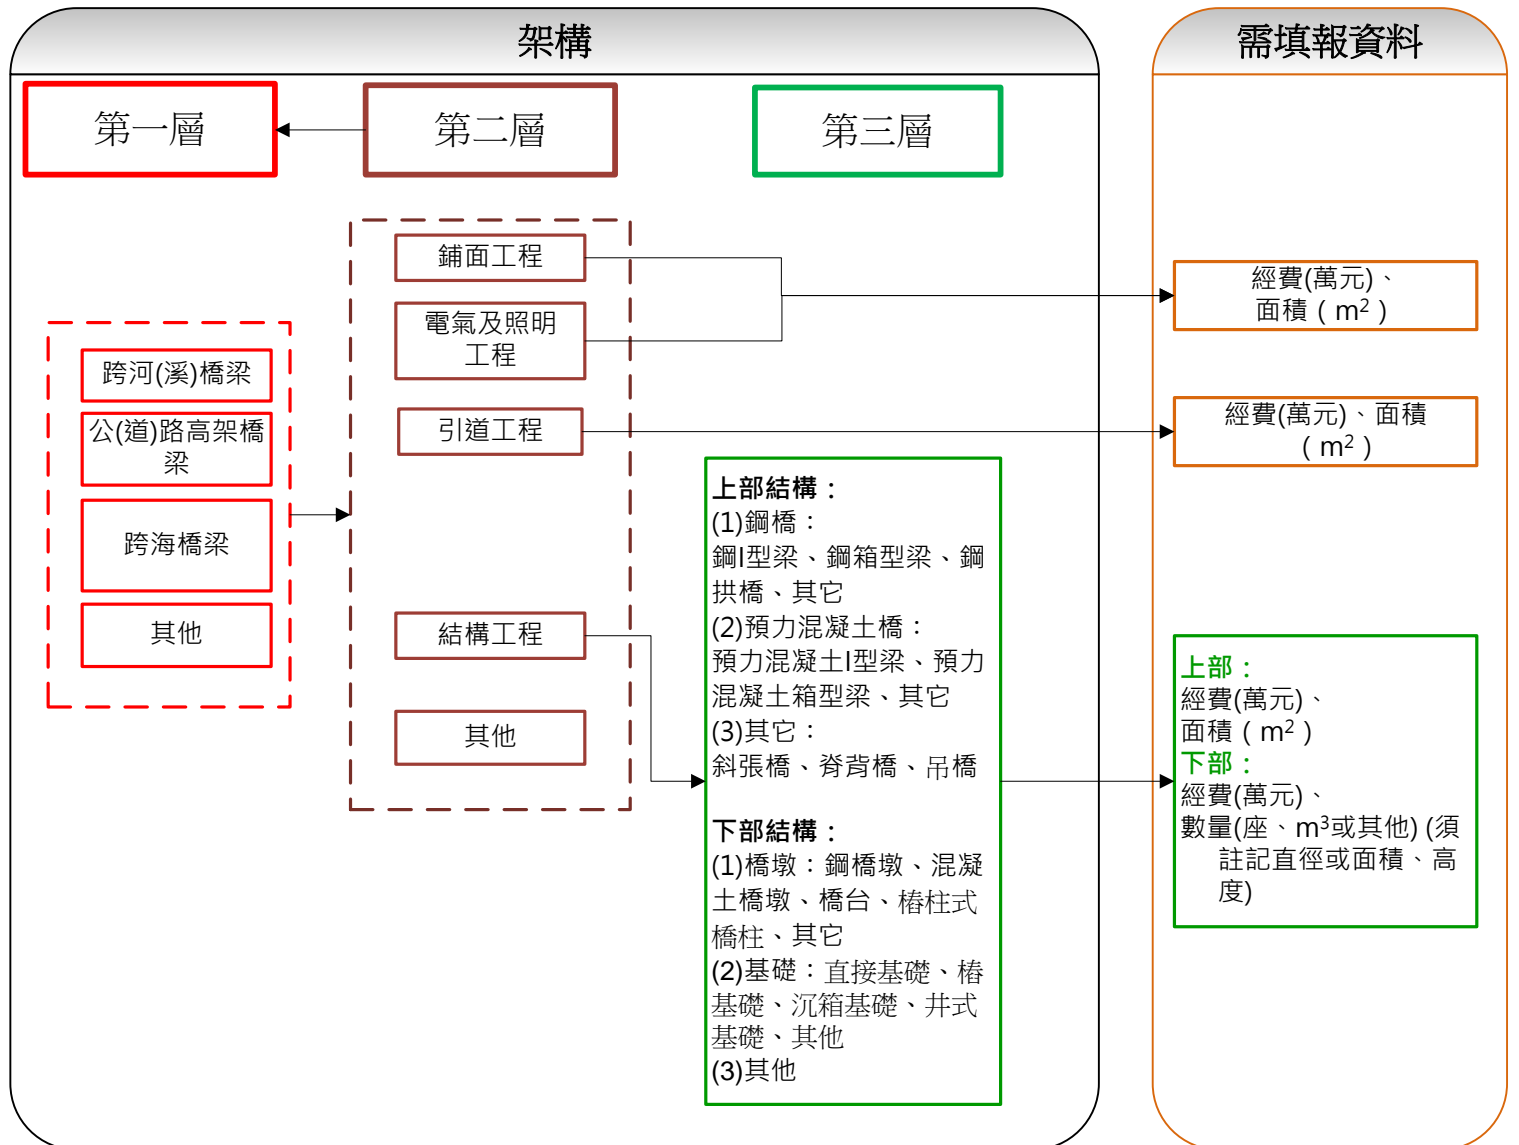 架構
需填報資料
第一層
第二層
第三層
跨河(溪)橋梁
公(道)路高架橋
梁
跨海橋梁
其他
鋪面工程
電氣及照明
工程
引道工程
結構工程
其他
上部結構：
(1)鋼橋：
鋼I型梁、鋼箱型梁、鋼
拱橋、其它
(2)預力混凝土橋：
預力混凝土I型梁、預力
混凝土箱型梁、其它
(3)其它：
斜張橋、脊背橋、吊橋
下部結構：
(1)橋墩：鋼橋墩、混凝
土橋墩、橋台、樁柱式
橋柱、其它
(2)基礎：直接基礎、樁
基礎、沉箱基礎、井式
基礎、其他
(3)其他
經費(萬元)、
面積（m²）
經費(萬元)、面積
（m²）
上部：
經費(萬元)、
面積（m²）
下部：
經費(萬元)、
數量(座、m³或其他) (須
註記直徑或面積、高
度)